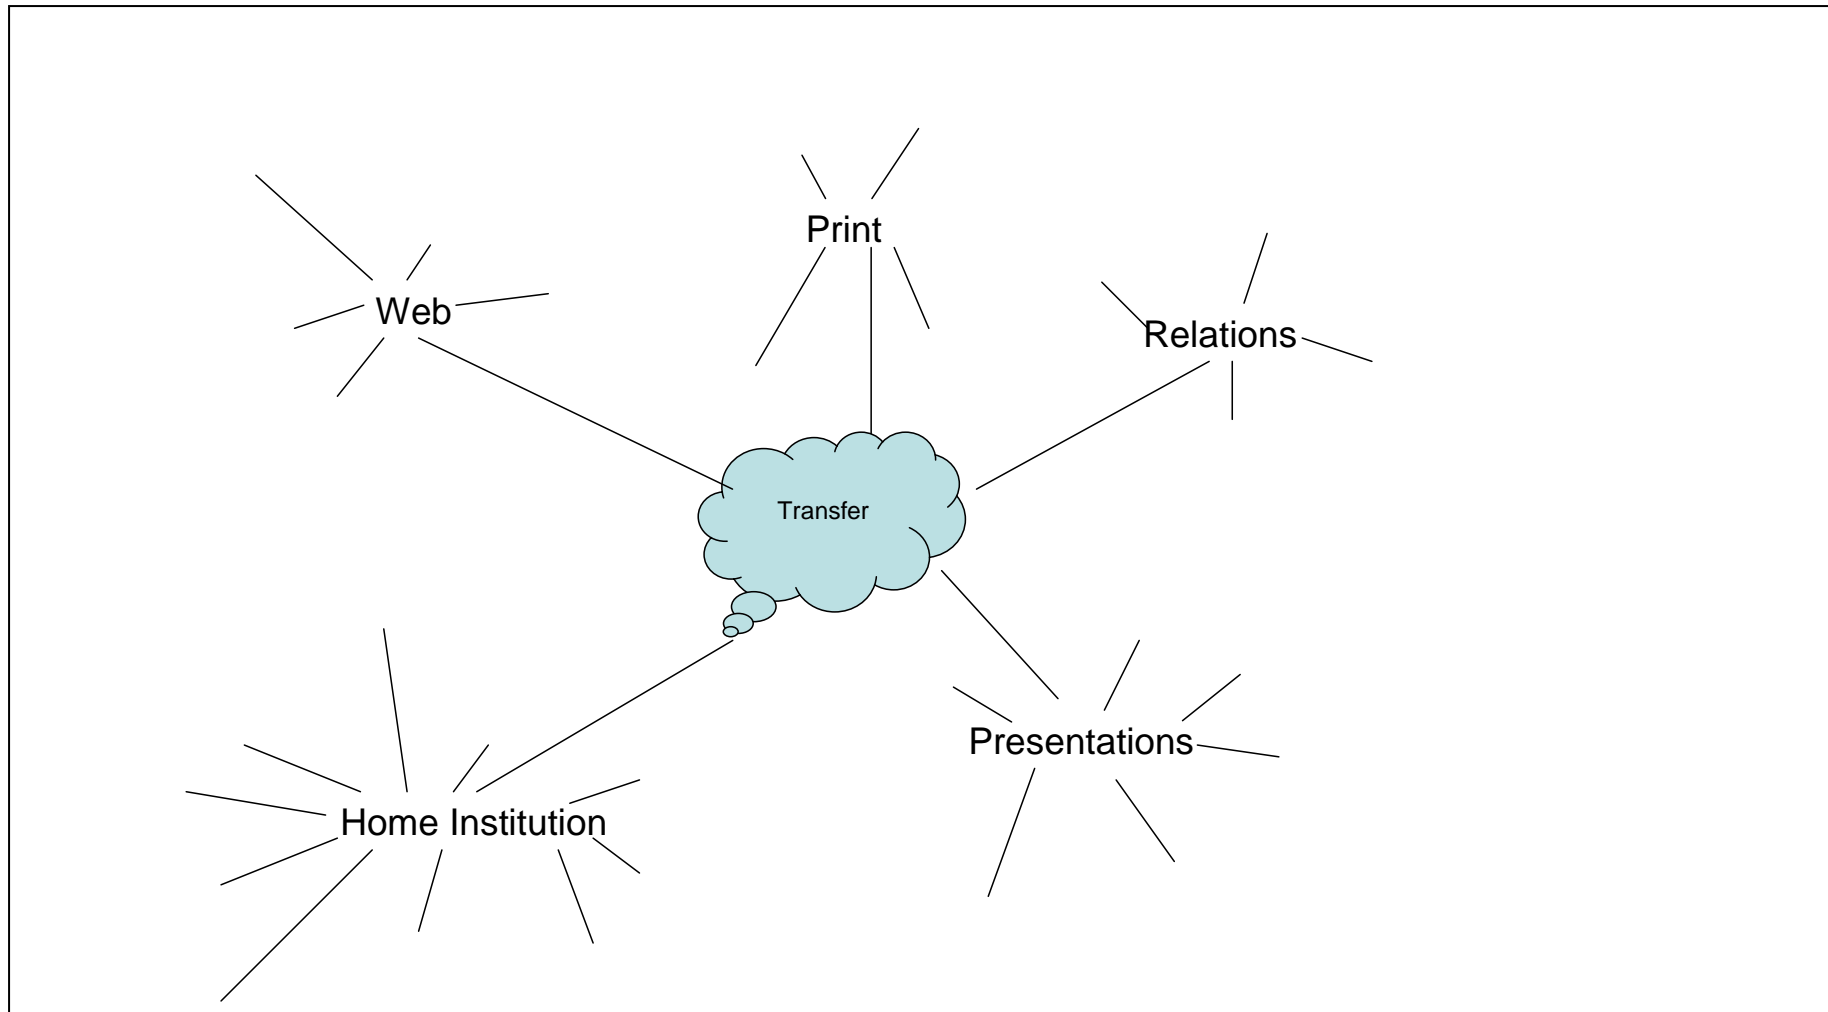 Print
Web
Relations
Transfer
Presentations
Home Institution